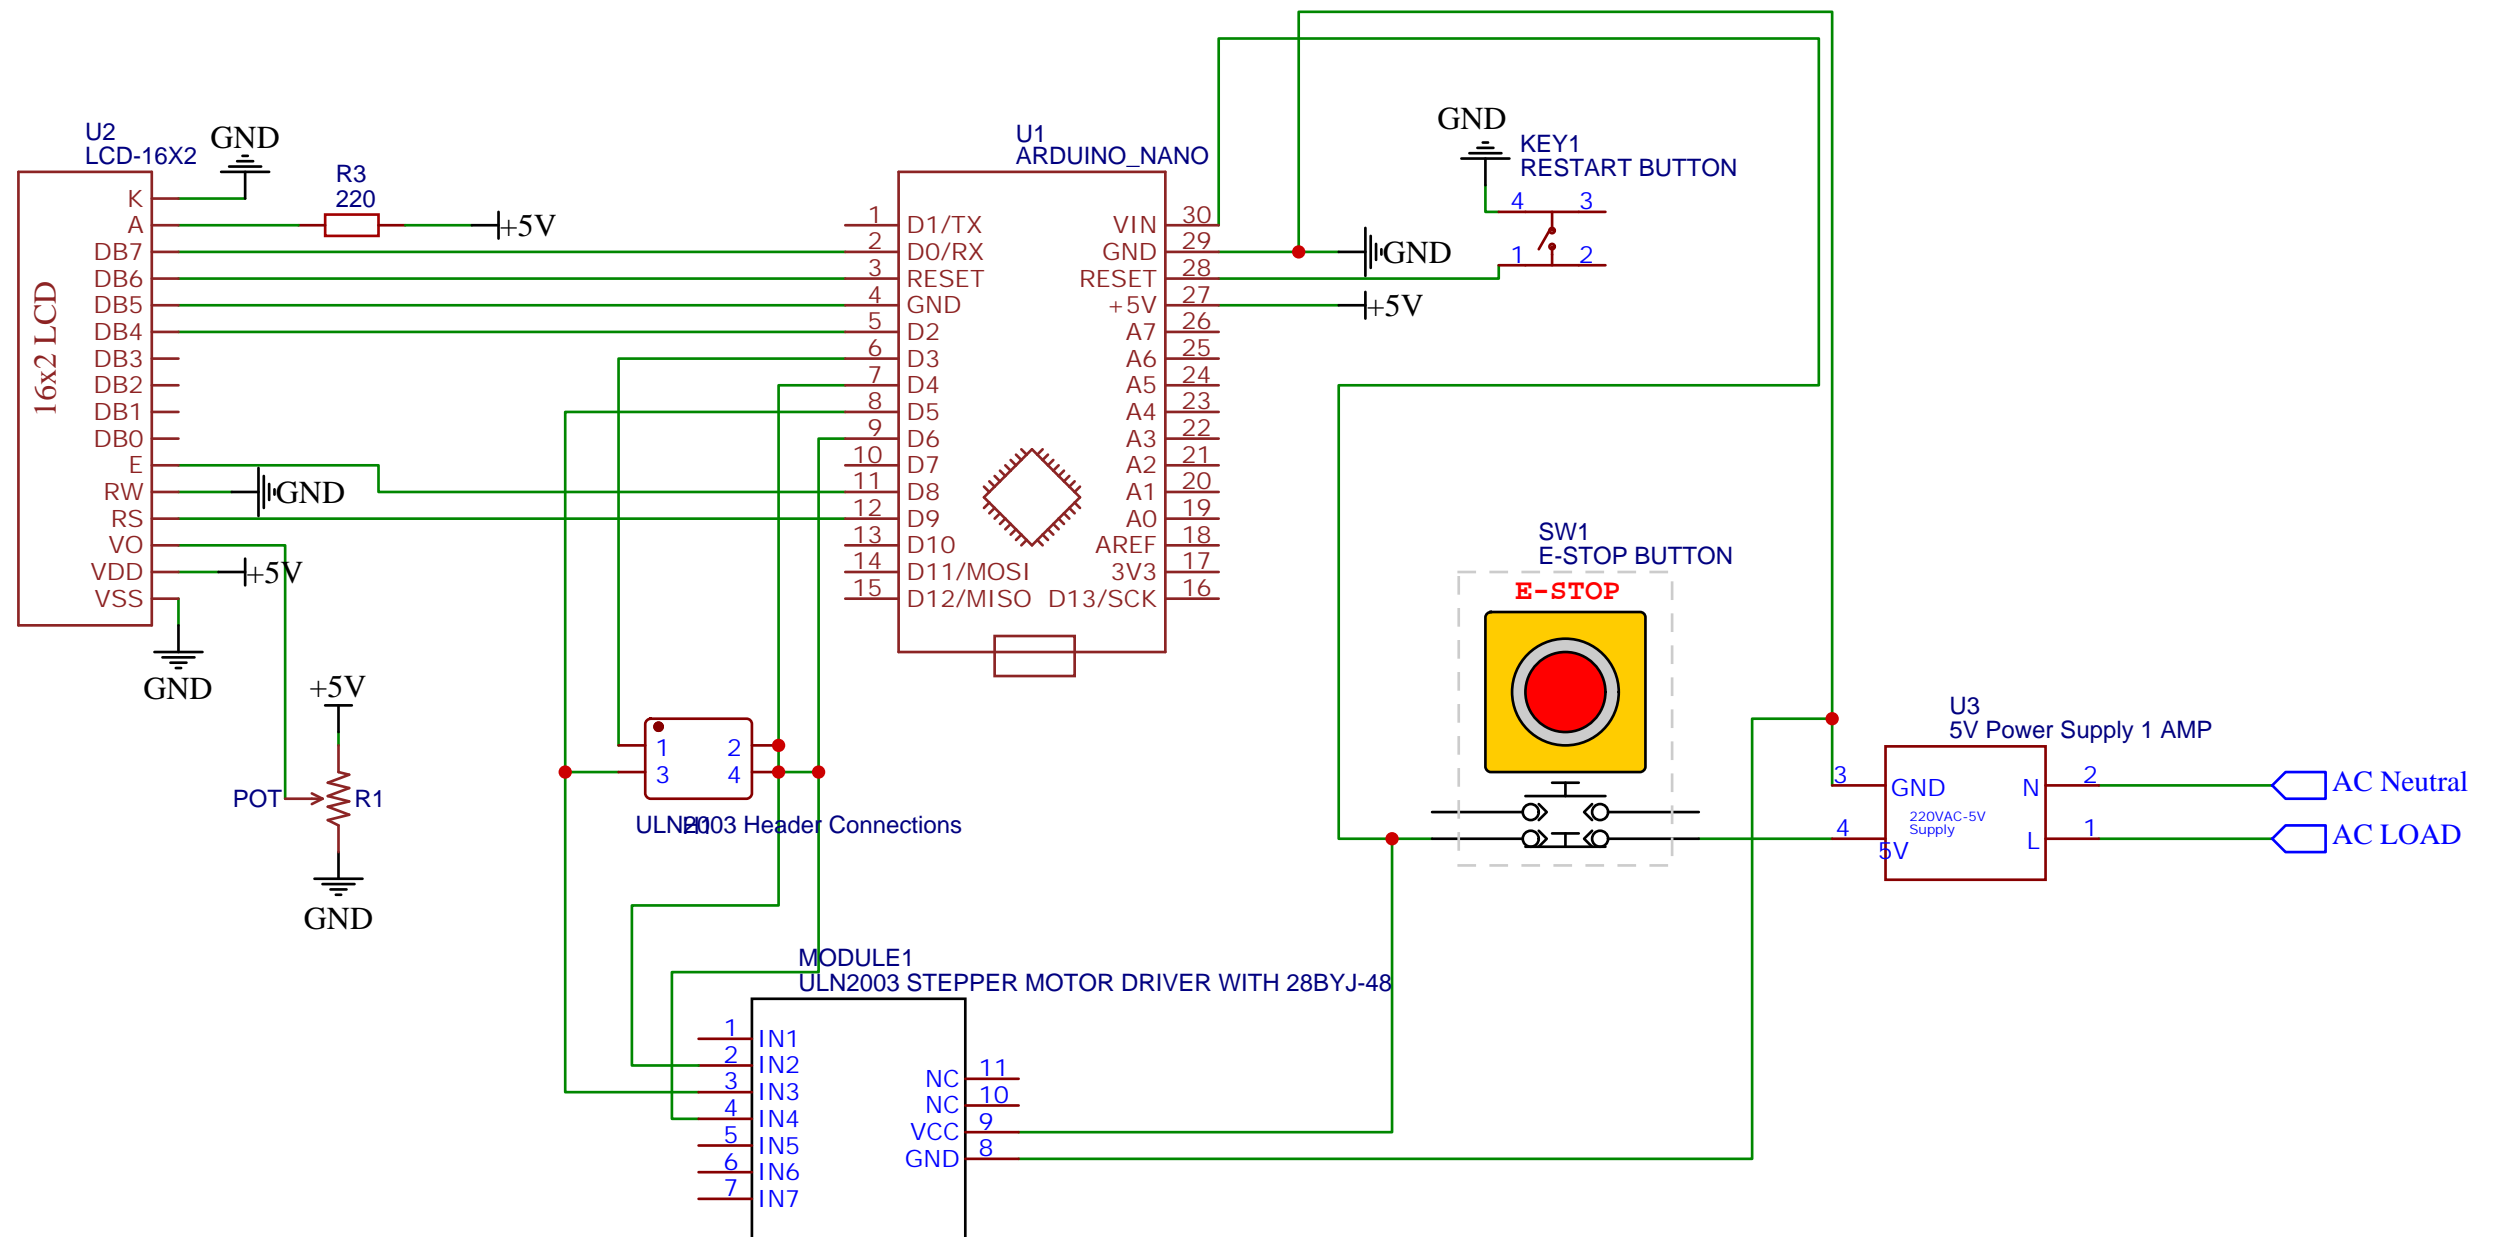 U2
LCD-16X2
GND
16x2 LCD
K
A
DB7
DB6
DB5
DB4
DB3
DB2
DB1
DB0
E
RW
RS
VO
VDD
VSS
R3
220
+5V
GND
+5V
GND
+5V
POT
R1
GND
U1
ARDUINO_NANO
1 D1/TX
2 D0/RX
3 RESET
4 GND
5 D2
6 D3
7 D4
8 D5
9 D6
10 D7
11 D8
12 D9
13 D10
14 D11/MOSI
15 D12/MISO
VIN 30
GND 29
RESET 28
+5V 27
A7 26
A6 25
A5 24
A4 23
A3 22
A2 21
A1 20
A0 19
AREF 18
3V3 17
D13/SCK 16
GND
+5V
GND
KEY1
RESTART BUTTON
4 3
1 2
1 2
3 4
H1
ULN2003 Header Connections
SW1
E-STOP BUTTON
E-STOP
U3
5V Power Supply 1 AMP
3 GND
4 5V
220VAC-5V
Supply
N 2
L 1
AC Neutral
AC LOAD
MODULE1
ULN2003 STEPPER MOTOR DRIVER WITH 28BYJ-48
1 IN1
2 IN2
3 IN3
4 IN4
5 IN5
6 IN6
7 IN7
NC 11
NC 10
VCC 9
GND 8